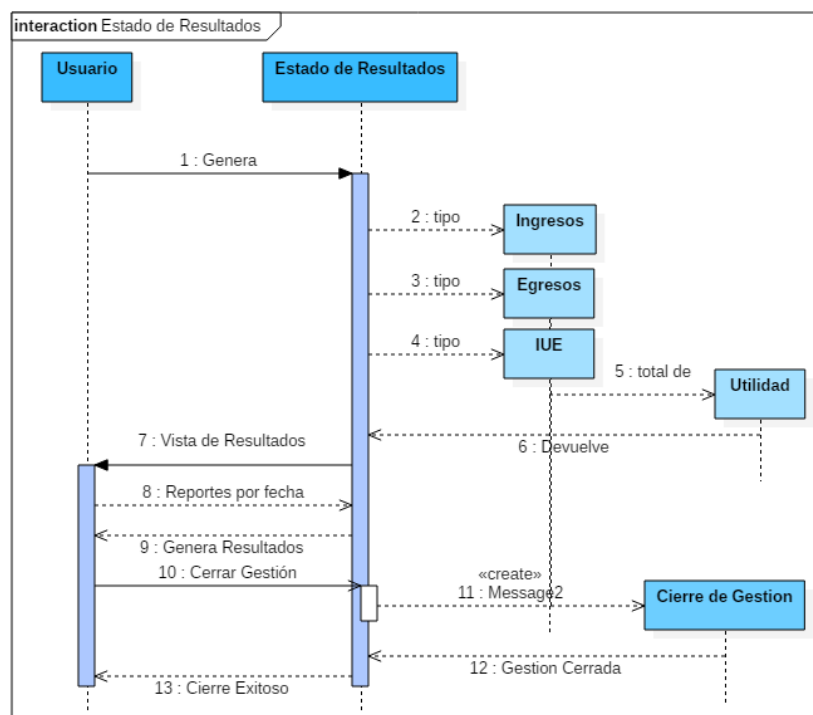 interaction Estado de Resultados
Usuario
Estado de Resultados
1 : Genera
2 : tipo
Ingresos
3 : tipo
Egresos
4 : tipo
IUE
5 : total de
Utilidad
7 : Vista de Resultados
6 : Devuelve
8 : Reportes por fecha
9 : Genera Resultados
10 : Cerrar Gestión
«create»
11 : Message2
Cierre de Gestion
12 : Gestion Cerrada
13 : Cierre Exitoso